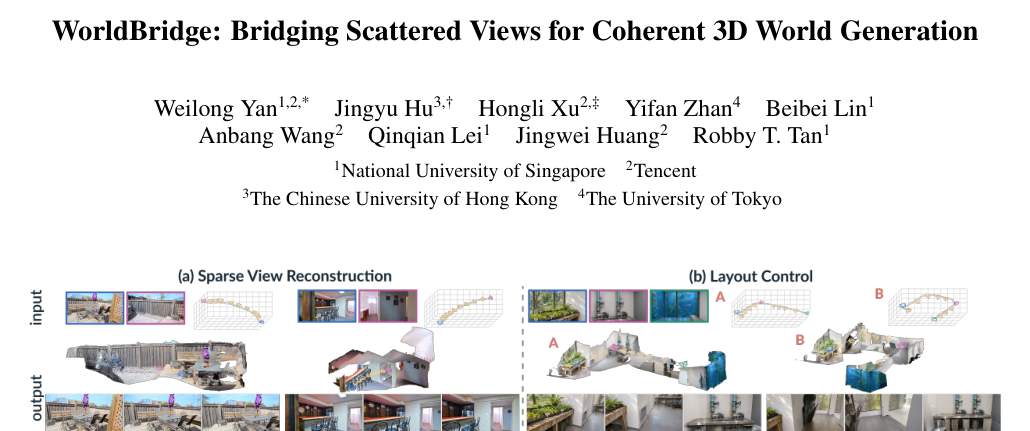 WorldBridge: Bridging Scattered Views for Coherent 3D World Generation
Weilong Yan1,2,* Jingyu Hu3,† Hongli Xu2,‡ Yifan Zhan4 Beibei Lin1
Anbang Wang2 Qinqian Lei1 Jingwei Huang2 Robby T. Tan1
1National University of Singapore 2Tencent
3The Chinese University of Hong Kong 4The University of Tokyo
(a) Sparse View Reconstruction
(b) Layout Control
input
A
B
A
B
output